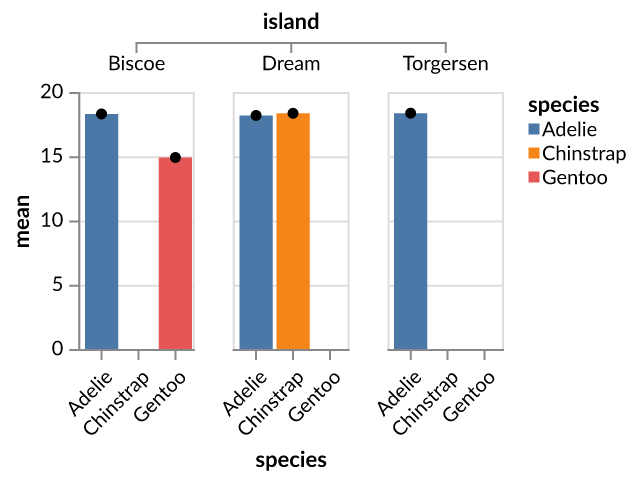 island
Biscoe Dream Torgersen
20
15
10
5
0
mean
Adelie Chinstrap Gentoo Adelie Chinstrap Gentoo Adelie Chinstrap Gentoo
species
species
Adelie
Chinstrap
Gentoo